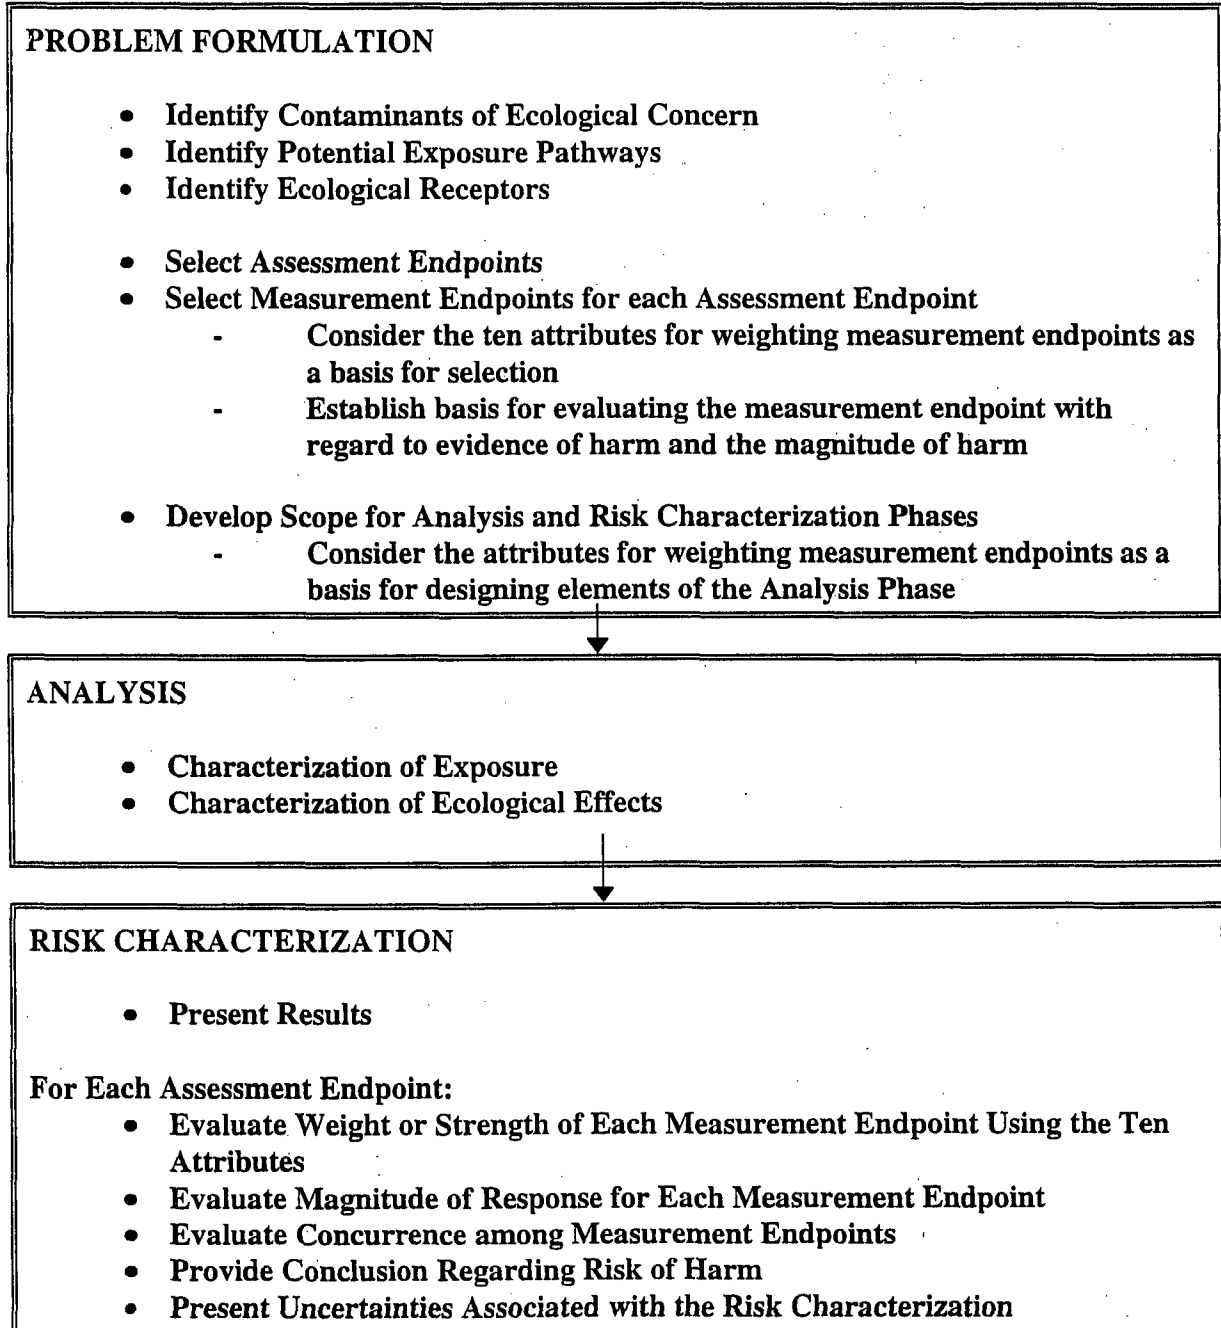 PROBLEM FORMULATION
• Identify Contaminants of Ecological Concern
• Identify Potential Exposure Pathways
• Identify Ecological Receptors
• Select Assessment Endpoints
• Select Measurement Endpoints for each Assessment Endpoint
- Consider the ten attributes for weighting measurement endpoints as
a basis for selection
- Establish basis for evaluating the measurement endpoint with
regard to evidence of harm and the magnitude of harm
• Develop Scope for Analysis and Risk Characterization Phases
- Consider the attributes for weighting measurement endpoints as a
basis for designing elements of the Analysis Phase
ANALYSIS
• Characterization of Exposure
• Characterization of Ecological Effects
RISK CHARACTERIZATION
• Present Results
For Each Assessment Endpoint:
• Evaluate Weight or Strength of Each Measurement Endpoint Using the Ten
Attributes
• Evaluate Magnitude of Response for Each Measurement Endpoint
• Evaluate Concurrence among Measurement Endpoints
• Provide Conclusion Regarding Risk of Harm
• Present Uncertainties Associated with the Risk Characterization